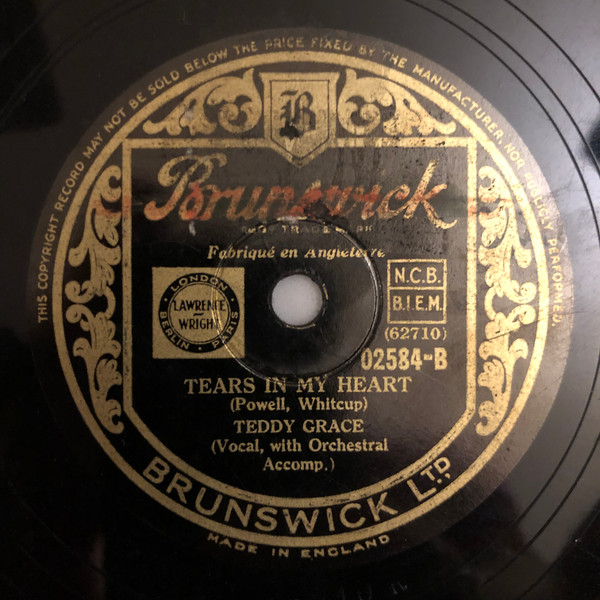 THIS COPYRIGHT RECORD MAY NOT BE SOLD BELOW THE PRICE FIXED BY THE MANUFACTURER, NOR PUBLICLY PERFORMED.
B
Brunswick
REGD TRADE MARK
Fabriqué en Angleterre
LONDON
LAWRENCE
WRIGHT
BERLIN • PARIS
N.C.B.
B.I.E.M.
(62710)
02584-B
TEARS IN MY HEART
(Powell, Whitcup)
TEDDY GRACE
(Vocal, with Orchestral
Accomp.)
BRUNSWICK LTD
MADE IN ENGLAND